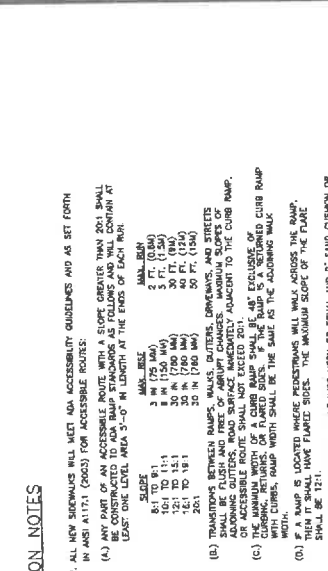 ON NOTES
. ALL NEW SIDEWALKS WILL MEET ADA ACCESSIBILITY GUIDELINES AND AS SET FORTH
IN ANSI A117.1 (2003) FOR ACCESSIBLE ROUTES:
(A.) ANY PART OF AN ACCESSIBLE ROUTE WITH A SLOPE GREATER THAN 20:1 SHALL
BE CONSTRUCTED TO ADA RAMP STANDARDS AS FOLLOWS AND WILL CONTAIN AT
LEAST ONE LEVEL AREA 5'-0" IN LENGTH AT THE ENDS OF EACH RUN.
SLOPE MAX. RISE MAX. RUN
8:1 TO 9:1 3 IN (75 MM) 2 FT. (0.6M)
10:1 TO 11:1 (150 MM) 5 FT. (1.5M)
12:1 TO 15:1 30 IN (760 MM) 30 FT. (9M)
16:1 TO 19:1 30 IN (760 MM) 40 FT. (12M)
20:1 30 IN (760 MM) 50 FT. (15M)
(B.) TRANSITIONS BETWEEN RAMPS, WALKS, GUTTERS, DRIVEWAYS, AND STREETS
SHALL BE FLUSH AND FREE OF ABRUPT CHANGES. MAXIMUM SLOPES OF
ADJOINING GUTTERS, ROAD SURFACE IMMEDIATELY ADJACENT TO THE CURB RAMP,
OR ACCESSIBLE ROUTE SHALL NOT EXCEED 20:1.
(C.) THE MINIMUM WIDTH OF A CURB RAMP SHALL BE 48" EXCLUSIVE OF
CURBING, RETURNS, OR FLARED SIDES. IF THE RAMP IS A RETURNED CURB RAMP
WITH CURBS, RAMP WIDTH SHALL BE THE SAME AS THE ADJOINING WALK
WIDTH.
(D.) IF A RAMP IS LOCATED WHERE PEDESTRIANS WILL WALK ACROSS THE RAMP,
THEN IT SHALL HAVE FLARED SIDES. THE MAXIMUM SLOPE OF THE FLARE
SHALL BE 12:1.